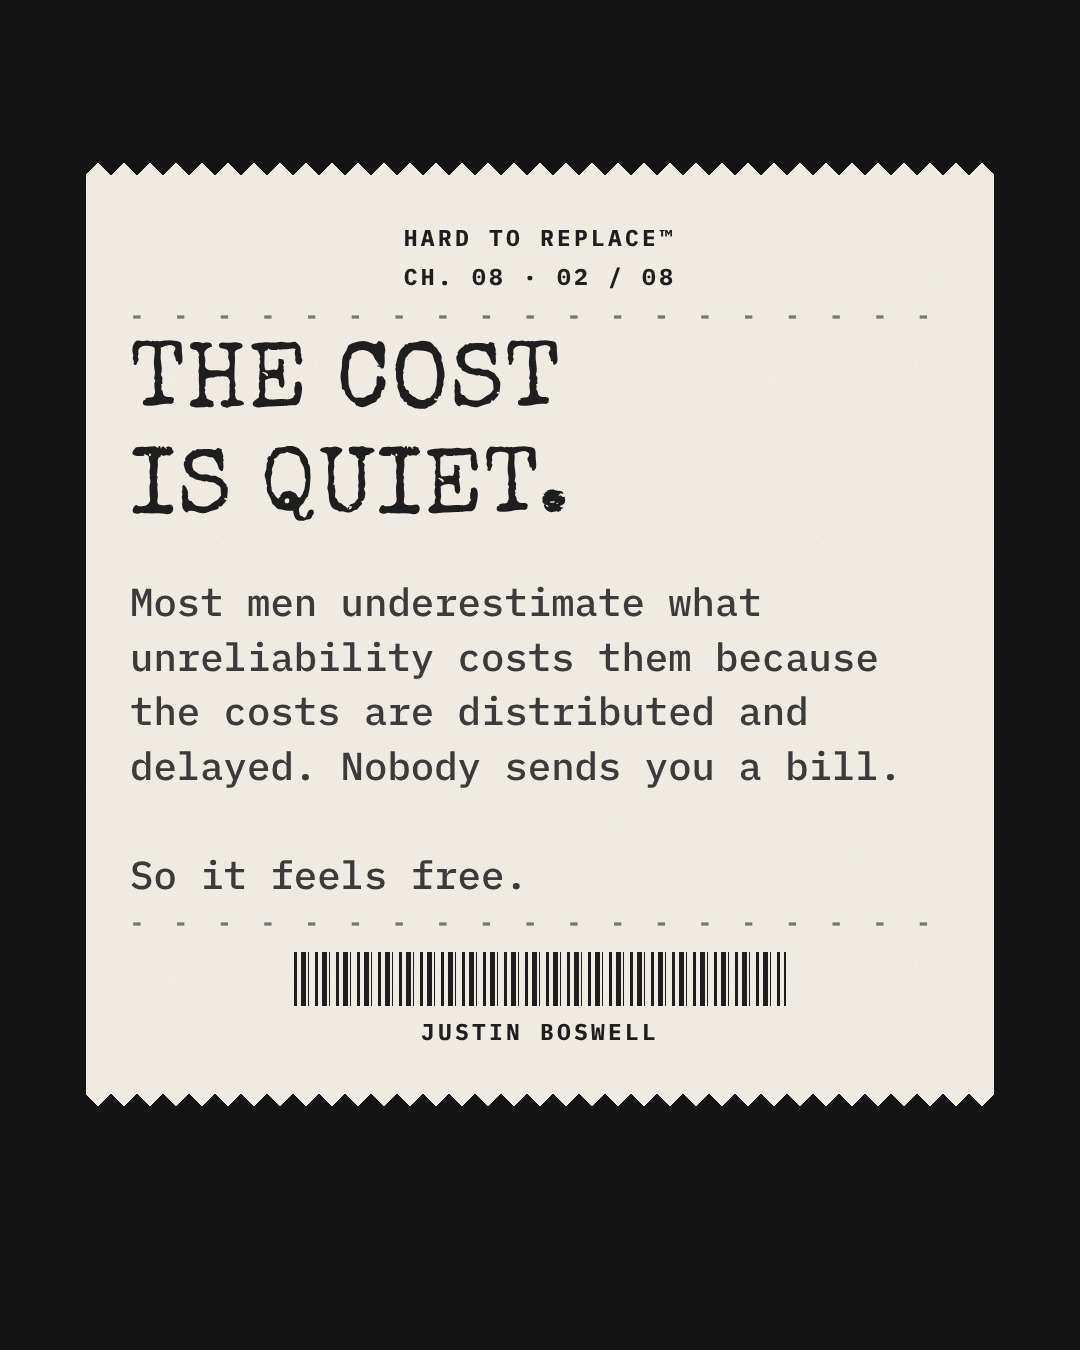 HARD TO REPLACE™
CH. 08 · 02 / 08
- - - - - - - - - - - - - - - - - - -
THE COST
IS QUIET.
Most men underestimate what
unreliability costs them because
the costs are distributed and
delayed. Nobody sends you a bill.
So it feels free.
- - - - - - - - - - - - - - - - - - -
JUSTIN BOSWELL